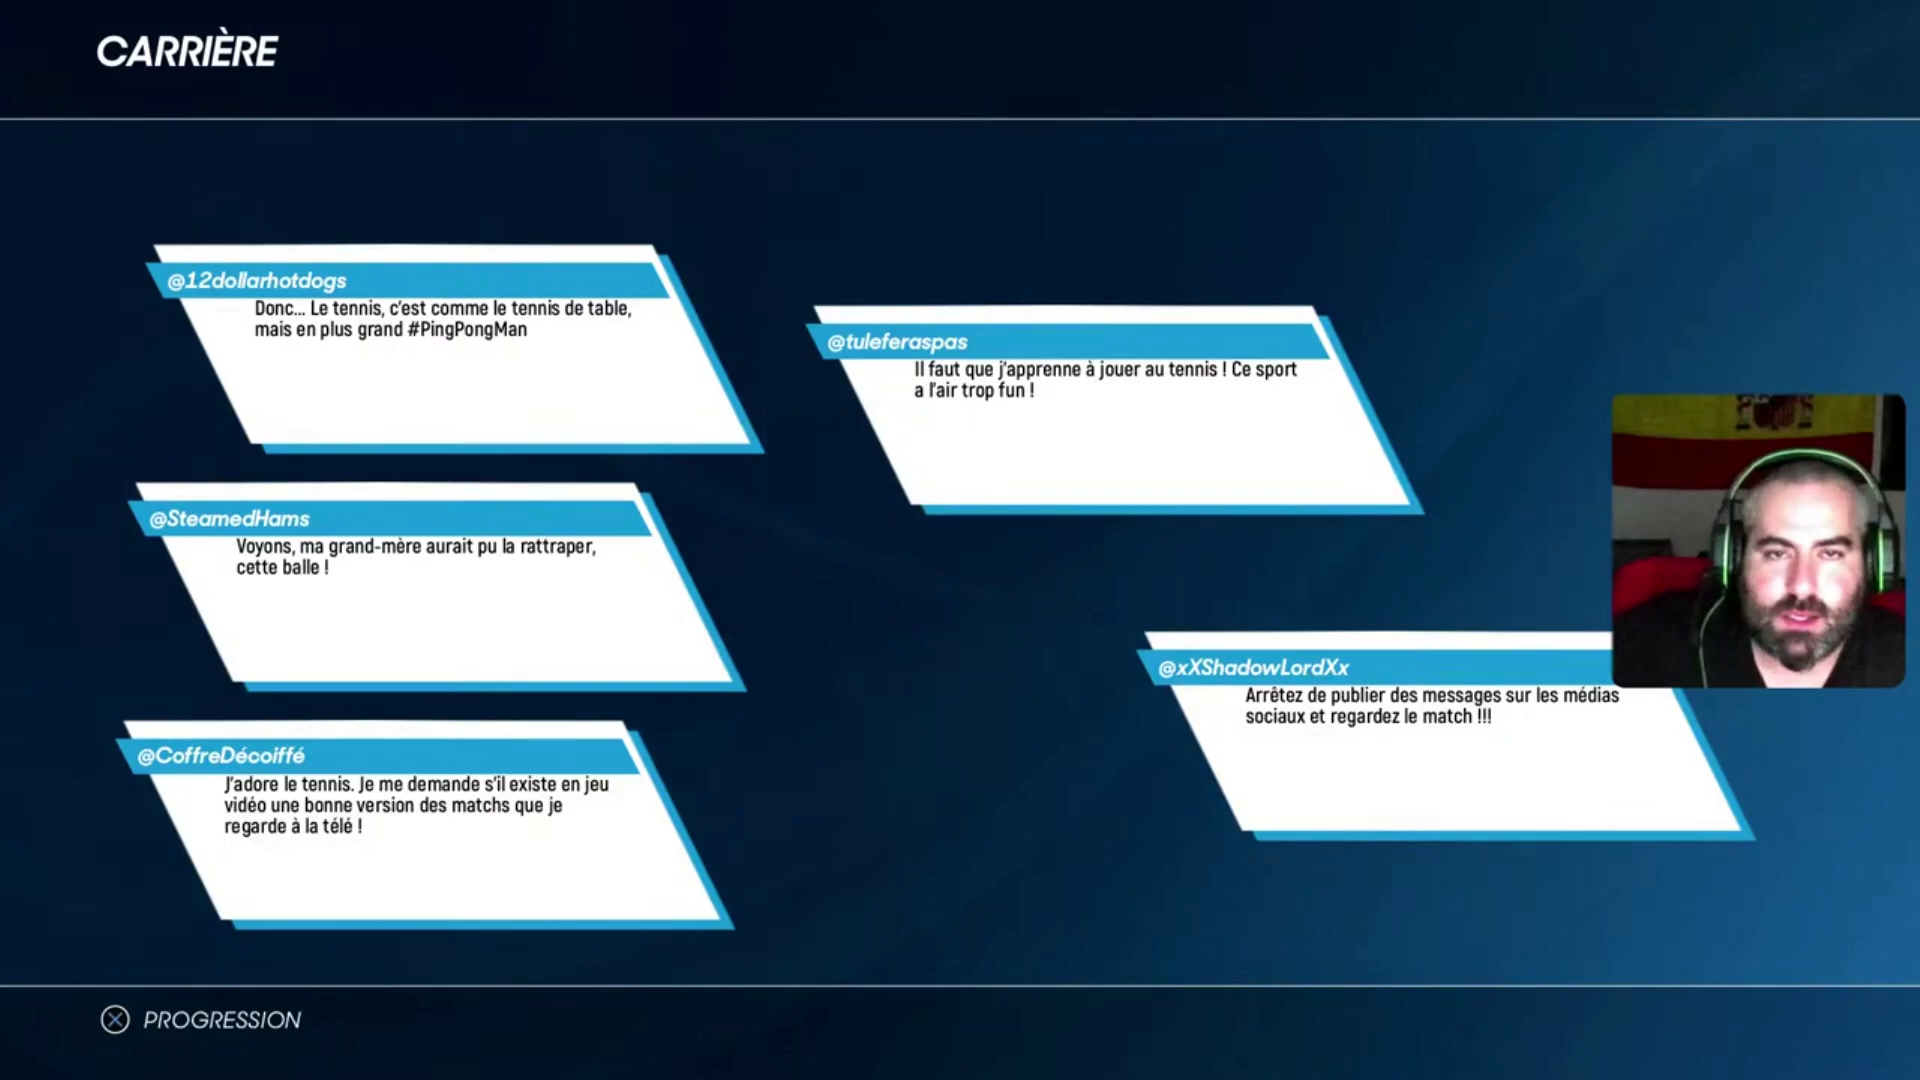 CARRIÈRE
@12dollarhotdogs
Donc... Le tennis, c'est comme le tennis de table,
mais en plus grand #PingPongMan
@tuleferaspas
Il faut que j'apprenne à jouer au tennis ! Ce sport
a l'air trop fun !
@SteamedHams
Voyons, ma grand-mère aurait pu la rattraper,
cette balle !
@xXShadowLordXx
Arrêtez de publier des messages sur les médias
sociaux et regardez le match !!!
@CoffreDécoiffé
J'adore le tennis. Je me demande s'il existe en jeu
vidéo une bonne version des matchs que je
regarde à la télé !
PROGRESSION